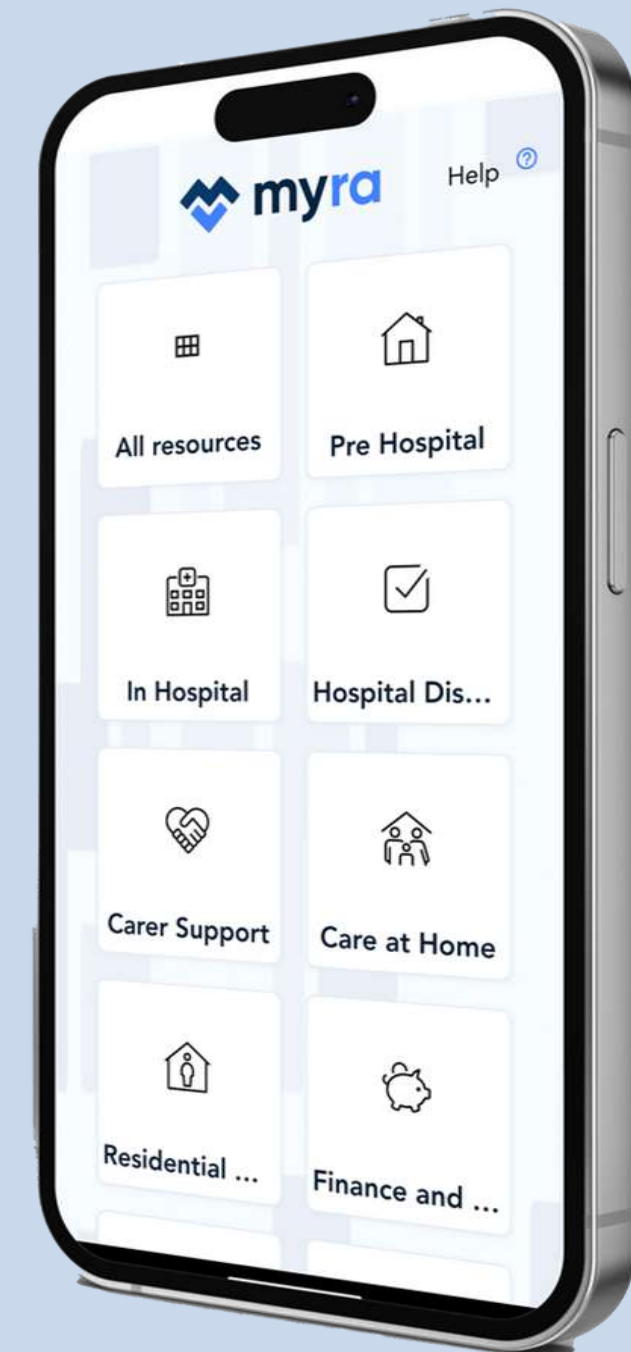 myra
Help
All resources
Pre Hospital
In Hospital
Hospital Dis...
Carer Support
Care at Home
Residential ...
Finance and ...